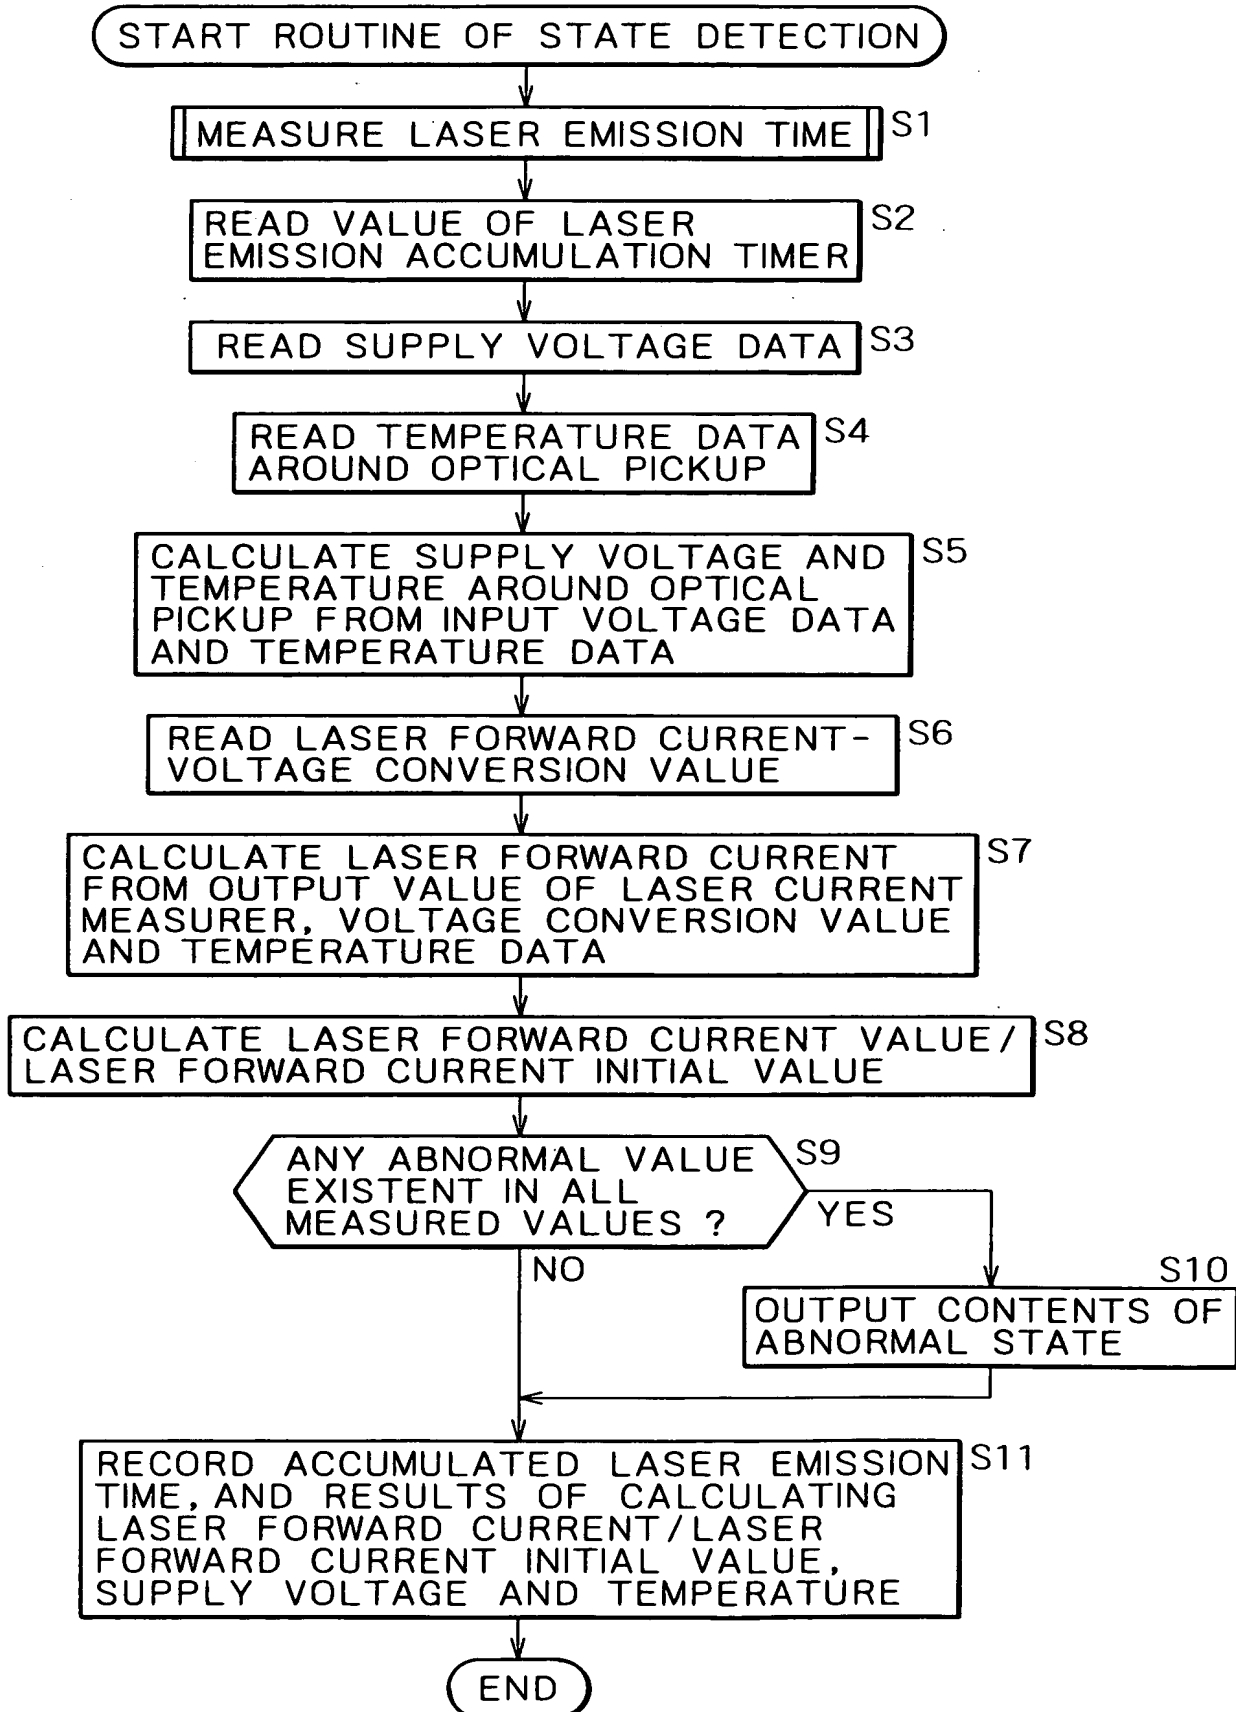 START ROUTINE OF STATE DETECTION
MEASURE LASER EMISSION TIME
S1
READ VALUE OF LASER
EMISSION ACCUMULATION TIMER
S2
READ SUPPLY VOLTAGE DATA
S3
READ TEMPERATURE DATA
AROUND OPTICAL PICKUP
S4
CALCULATE SUPPLY VOLTAGE AND
TEMPERATURE AROUND OPTICAL
PICKUP FROM INPUT VOLTAGE DATA
AND TEMPERATURE DATA
S5
READ LASER FORWARD CURRENT-
VOLTAGE CONVERSION VALUE
S6
CALCULATE LASER FORWARD CURRENT
FROM OUTPUT VALUE OF LASER CURRENT
MEASURER, VOLTAGE CONVERSION VALUE
AND TEMPERATURE DATA
S7
CALCULATE LASER FORWARD CURRENT VALUE/
LASER FORWARD CURRENT INITIAL VALUE
S8
ANY ABNORMAL VALUE
EXISTENT IN ALL
MEASURED VALUES ?
S9
YES
NO
S10
OUTPUT CONTENTS OF
ABNORMAL STATE
RECORD ACCUMULATED LASER EMISSION
TIME, AND RESULTS OF CALCULATING
LASER FORWARD CURRENT/LASER
FORWARD CURRENT INITIAL VALUE,
SUPPLY VOLTAGE AND TEMPERATURE
S11
END